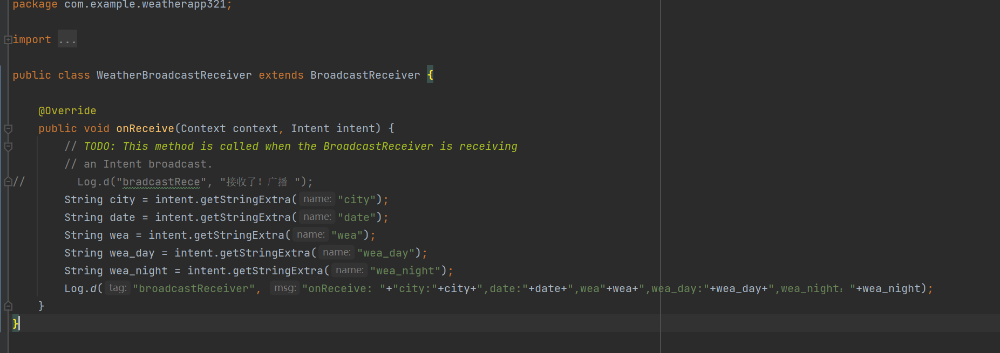 package com.example.weatherapp321;
import ...
public class WeatherBroadcastReceiver extends BroadcastReceiver {
@Override
public void onReceive(Context context, Intent intent) {
// TODO: This method is called when the BroadcastReceiver is receiving
// an Intent broadcast.
// Log.d("bradcastRece", "接收了! 广播 ");
String city = intent.getStringExtra( name: "city");
String date = intent.getStringExtra( name: "date");
String wea = intent.getStringExtra( name: "wea");
String wea_day = intent.getStringExtra( name: "wea_day");
String wea_night = intent.getStringExtra( name: "wea_night");
Log.d( tag: "broadcastReceiver", msg: "onReceive: "+"city:"+city+",date:"+date+",wea"+wea+",wea_day:"+wea_day+",wea_night："+wea_night);
}
}